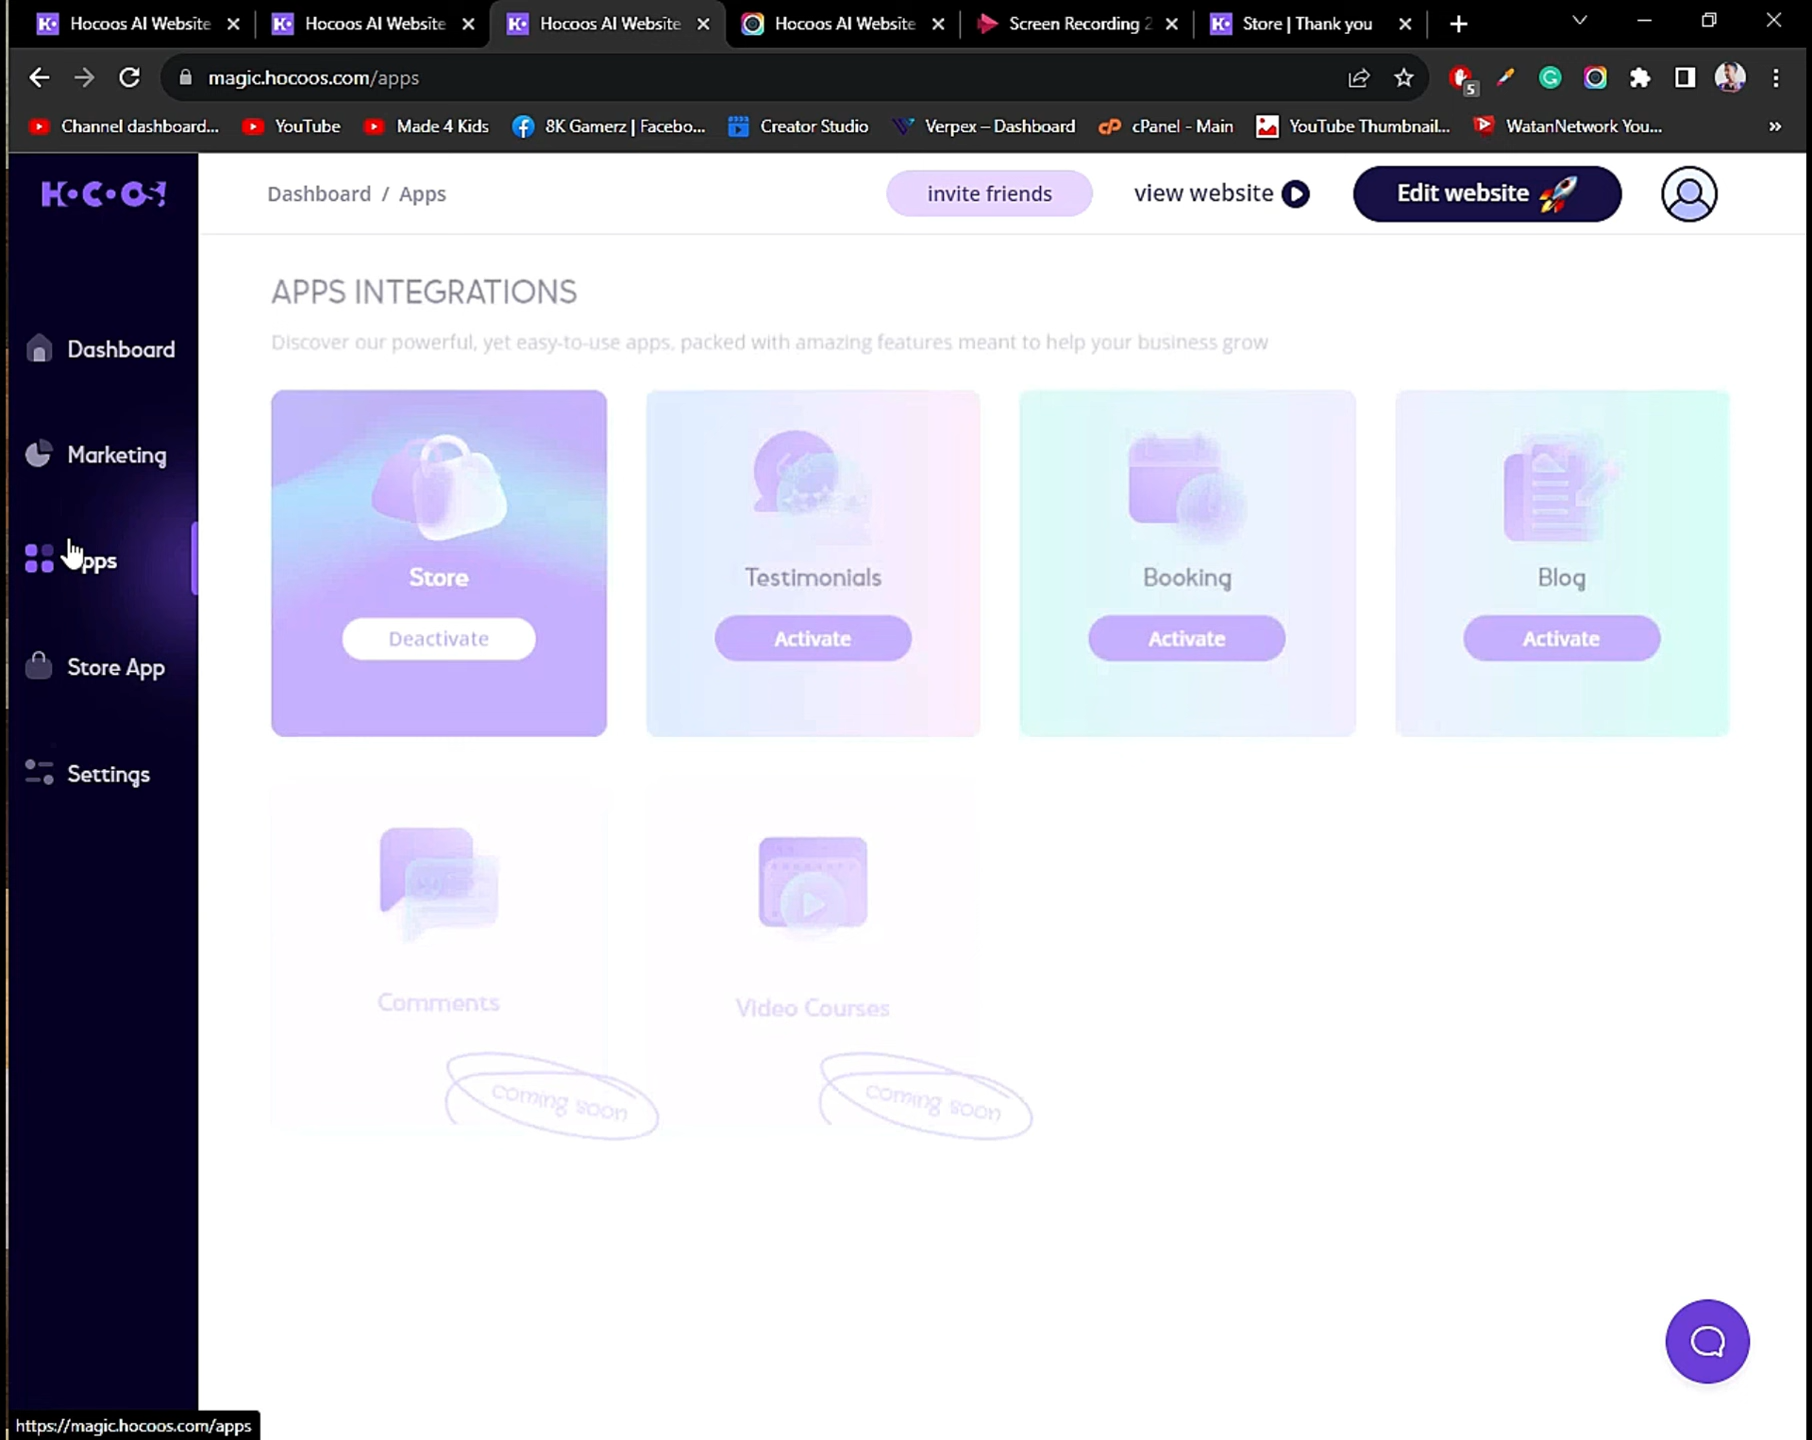 Hocoos AI Website
Hocoos AI Website
Hocoos AI Website
Hocoos AI Website
Screen Recording 2
Store | Thank you
magic.hocoos.com/apps
5
Channel dashboard...
YouTube
Made 4 Kids
8K Gamerz | Facebo...
Creator Studio
Verpex – Dashboard
cPanel - Main
YouTube Thumbnail...
WatanNetwork You...
»
H·C·OS
Dashboard / Apps
invite friends
view website
Edit website
APPS INTEGRATIONS
Discover our powerful, yet easy-to-use apps, packed with amazing features meant to help your business grow
Dashboard
Marketing
Apps
Store App
Settings
Store
Deactivate
Testimonials
Activate
Booking
Activate
Blog
Activate
Comments
coming soon
Video Courses
coming soon
https://magic.hocoos.com/apps